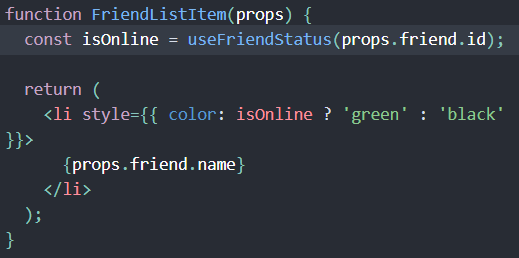 function FriendListItem(props) {
  const isOnline = useFriendStatus(props.friend.id);

  return (
    <li style={{ color: isOnline ? 'green' : 'black'
}}>
      {props.friend.name}
    </li>
  );
}